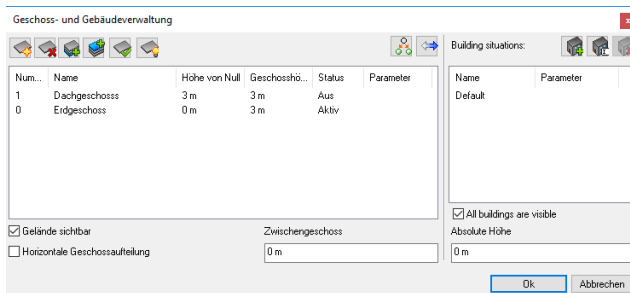 Geschoss- und Gebäudeverwaltung
x
Building situations:
Num... Name Höhe von Null Geschosshö... Status Parameter
1 Dachgeschosss 3 m 3 m Aus
0 Erdgeschoss 0 m 3 m Aktiv
Name Parameter
Default
All buildings are visible
Gelände sichtbar
Zwischengeschoss
Absolute Höhe
Horizontale Geschossaufteilung
0 m
0 m
Ok
Abbrechen